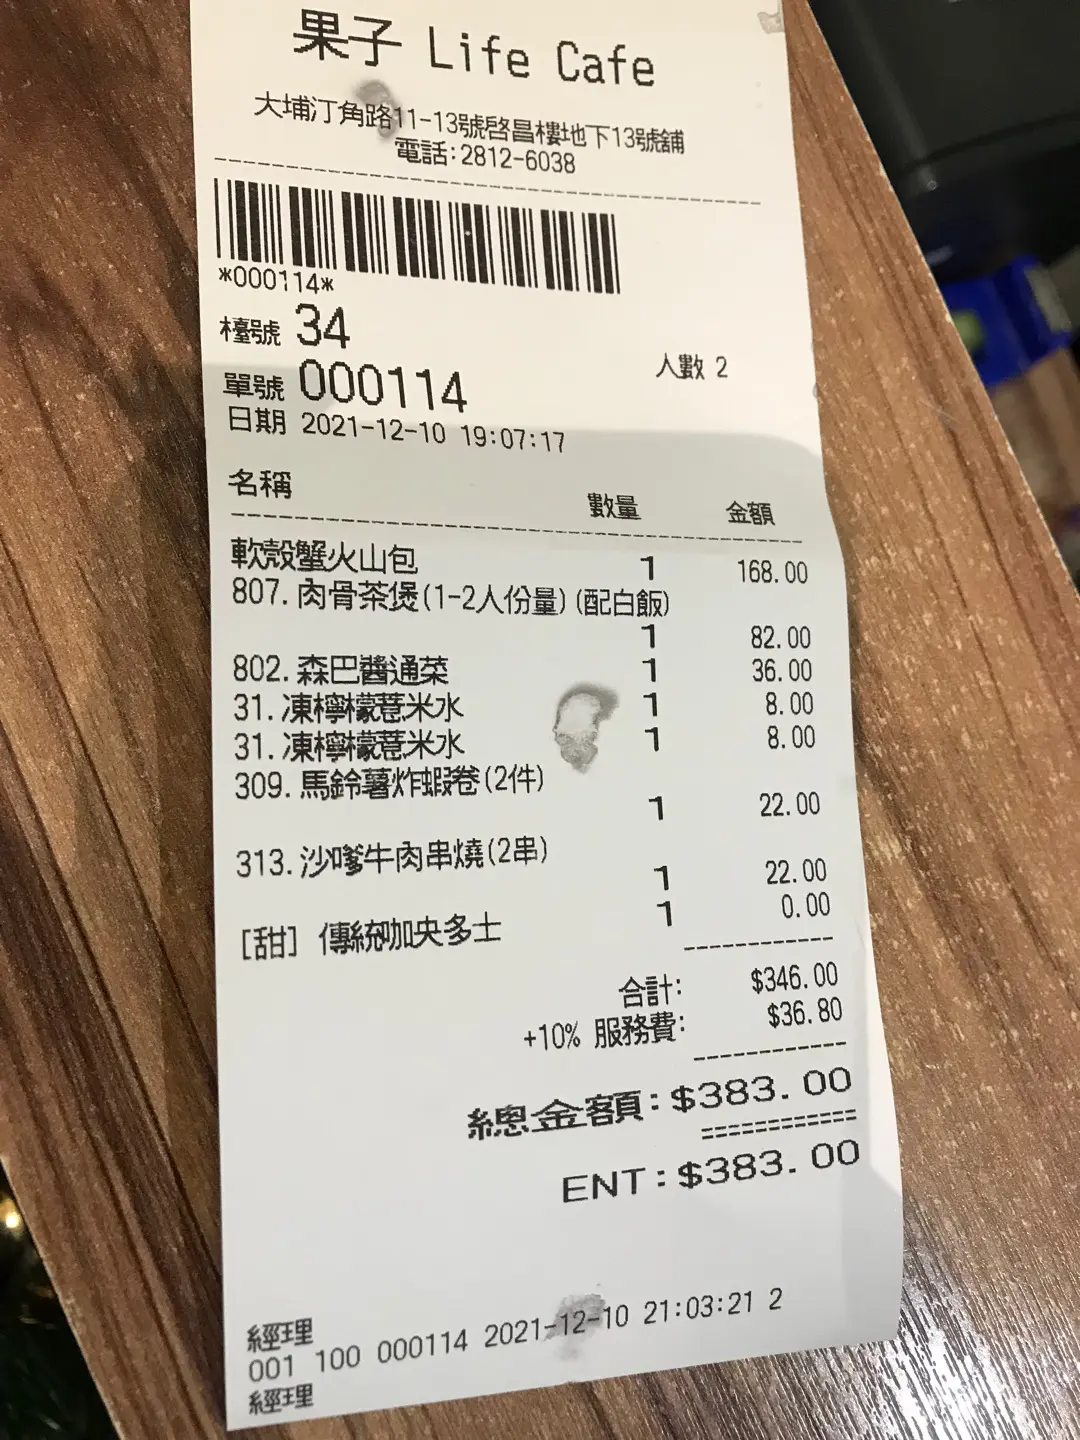 果子 Life Cafe
大埔汀角路11-13號啓昌樓地下13號舖
電話:2812-6038
*000114*
檯號 34
人數 2
單號 000114
日期 2021-12-10 19:07:17
名稱 數量 金額
軟殼蟹火山包 1 168.00
807. 肉骨茶煲(1-2人份量)(配白飯)
1 82.00
802. 森巴醬通菜 1 36.00
31. 凍檸檬薏米水 1 8.00
31. 凍檸檬薏米水 1 8.00
309. 馬鈴薯炸蝦卷(2件)
1 22.00
313. 沙嗲牛肉串燒(2串)
1 22.00
[甜] 傳統咖央多士 1 0.00
合計: $346.00
+10% 服務費: $36.80
總金額: $383.00
ENT: $383.00
經理
001 100 000114 2021-12-10 21:03:21 2
經理